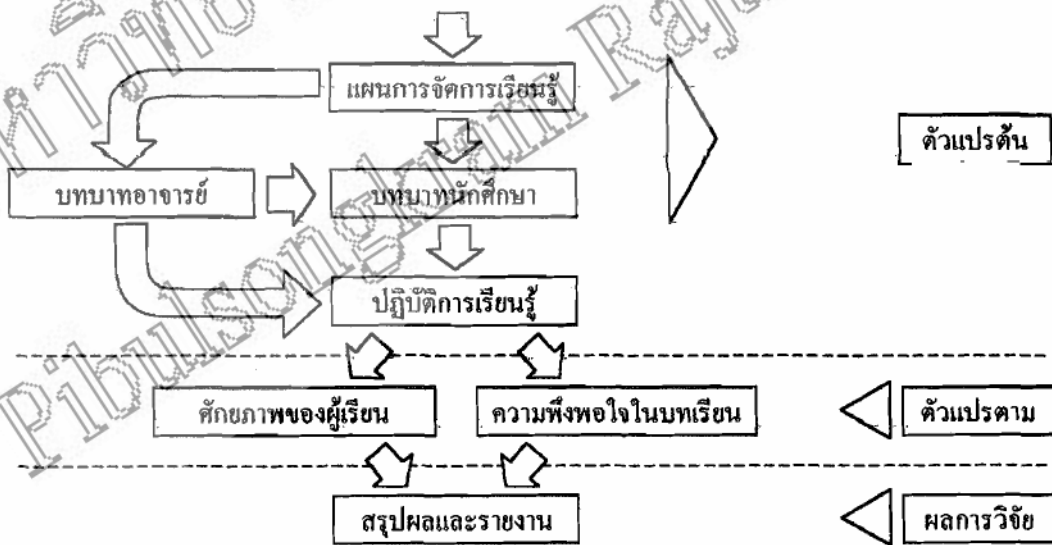 แผนการจัดการเรียนรู้
ตัวแปรต้น
บทบาทอาจารย์
บทบาทนักศึกษา
ปฏิบัติการเรียนรู้
ศักยภาพของผู้เรียน
ความพึงพอใจในบทเรียน
ตัวแปรตาม
สรุปผลและรายงาน
ผลการวิจัย
Pibulsongkram Raj